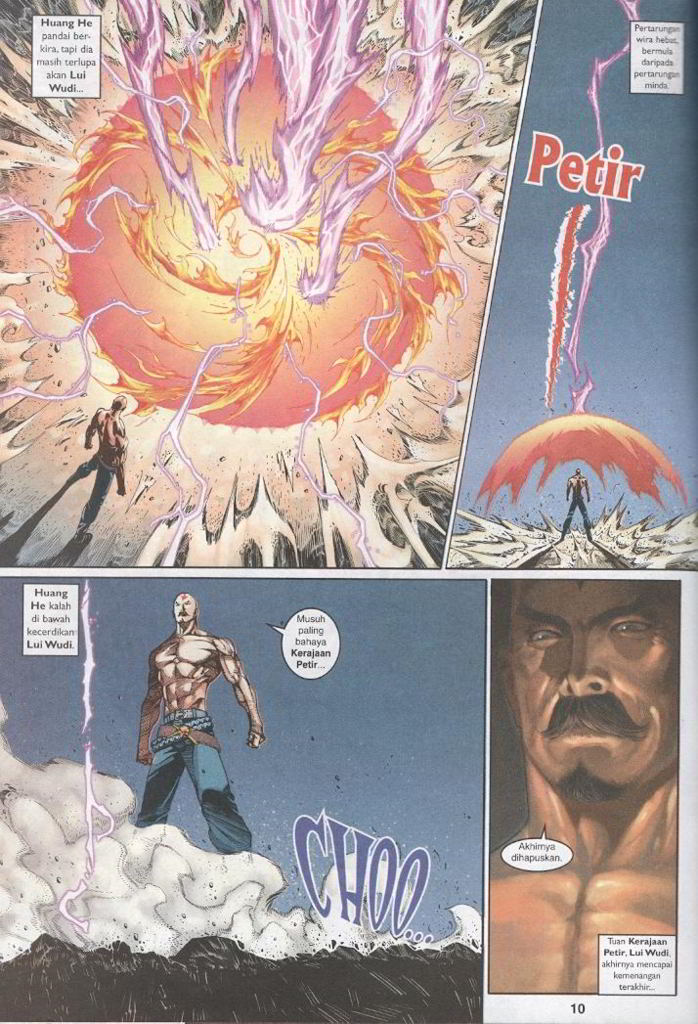 Huang He
pandai ber-
kira, tapi dia
masih terlupa
akan Lui
Wudi...
Pertarungan
wira hebat,
bermula
daripada
pertarungan
minda.
Petir
Huang
He kalah
di bawah
kecerdikan
Lui Wudi.
Musuh
paling
bahaya
Kerajaan
Petir...
CHOO...
Akhirnya
dihapuskan.
Tuan Kerajaan
Petir, Lui Wudi,
akhirnya mencapai
kemenangan
terakhir...
10